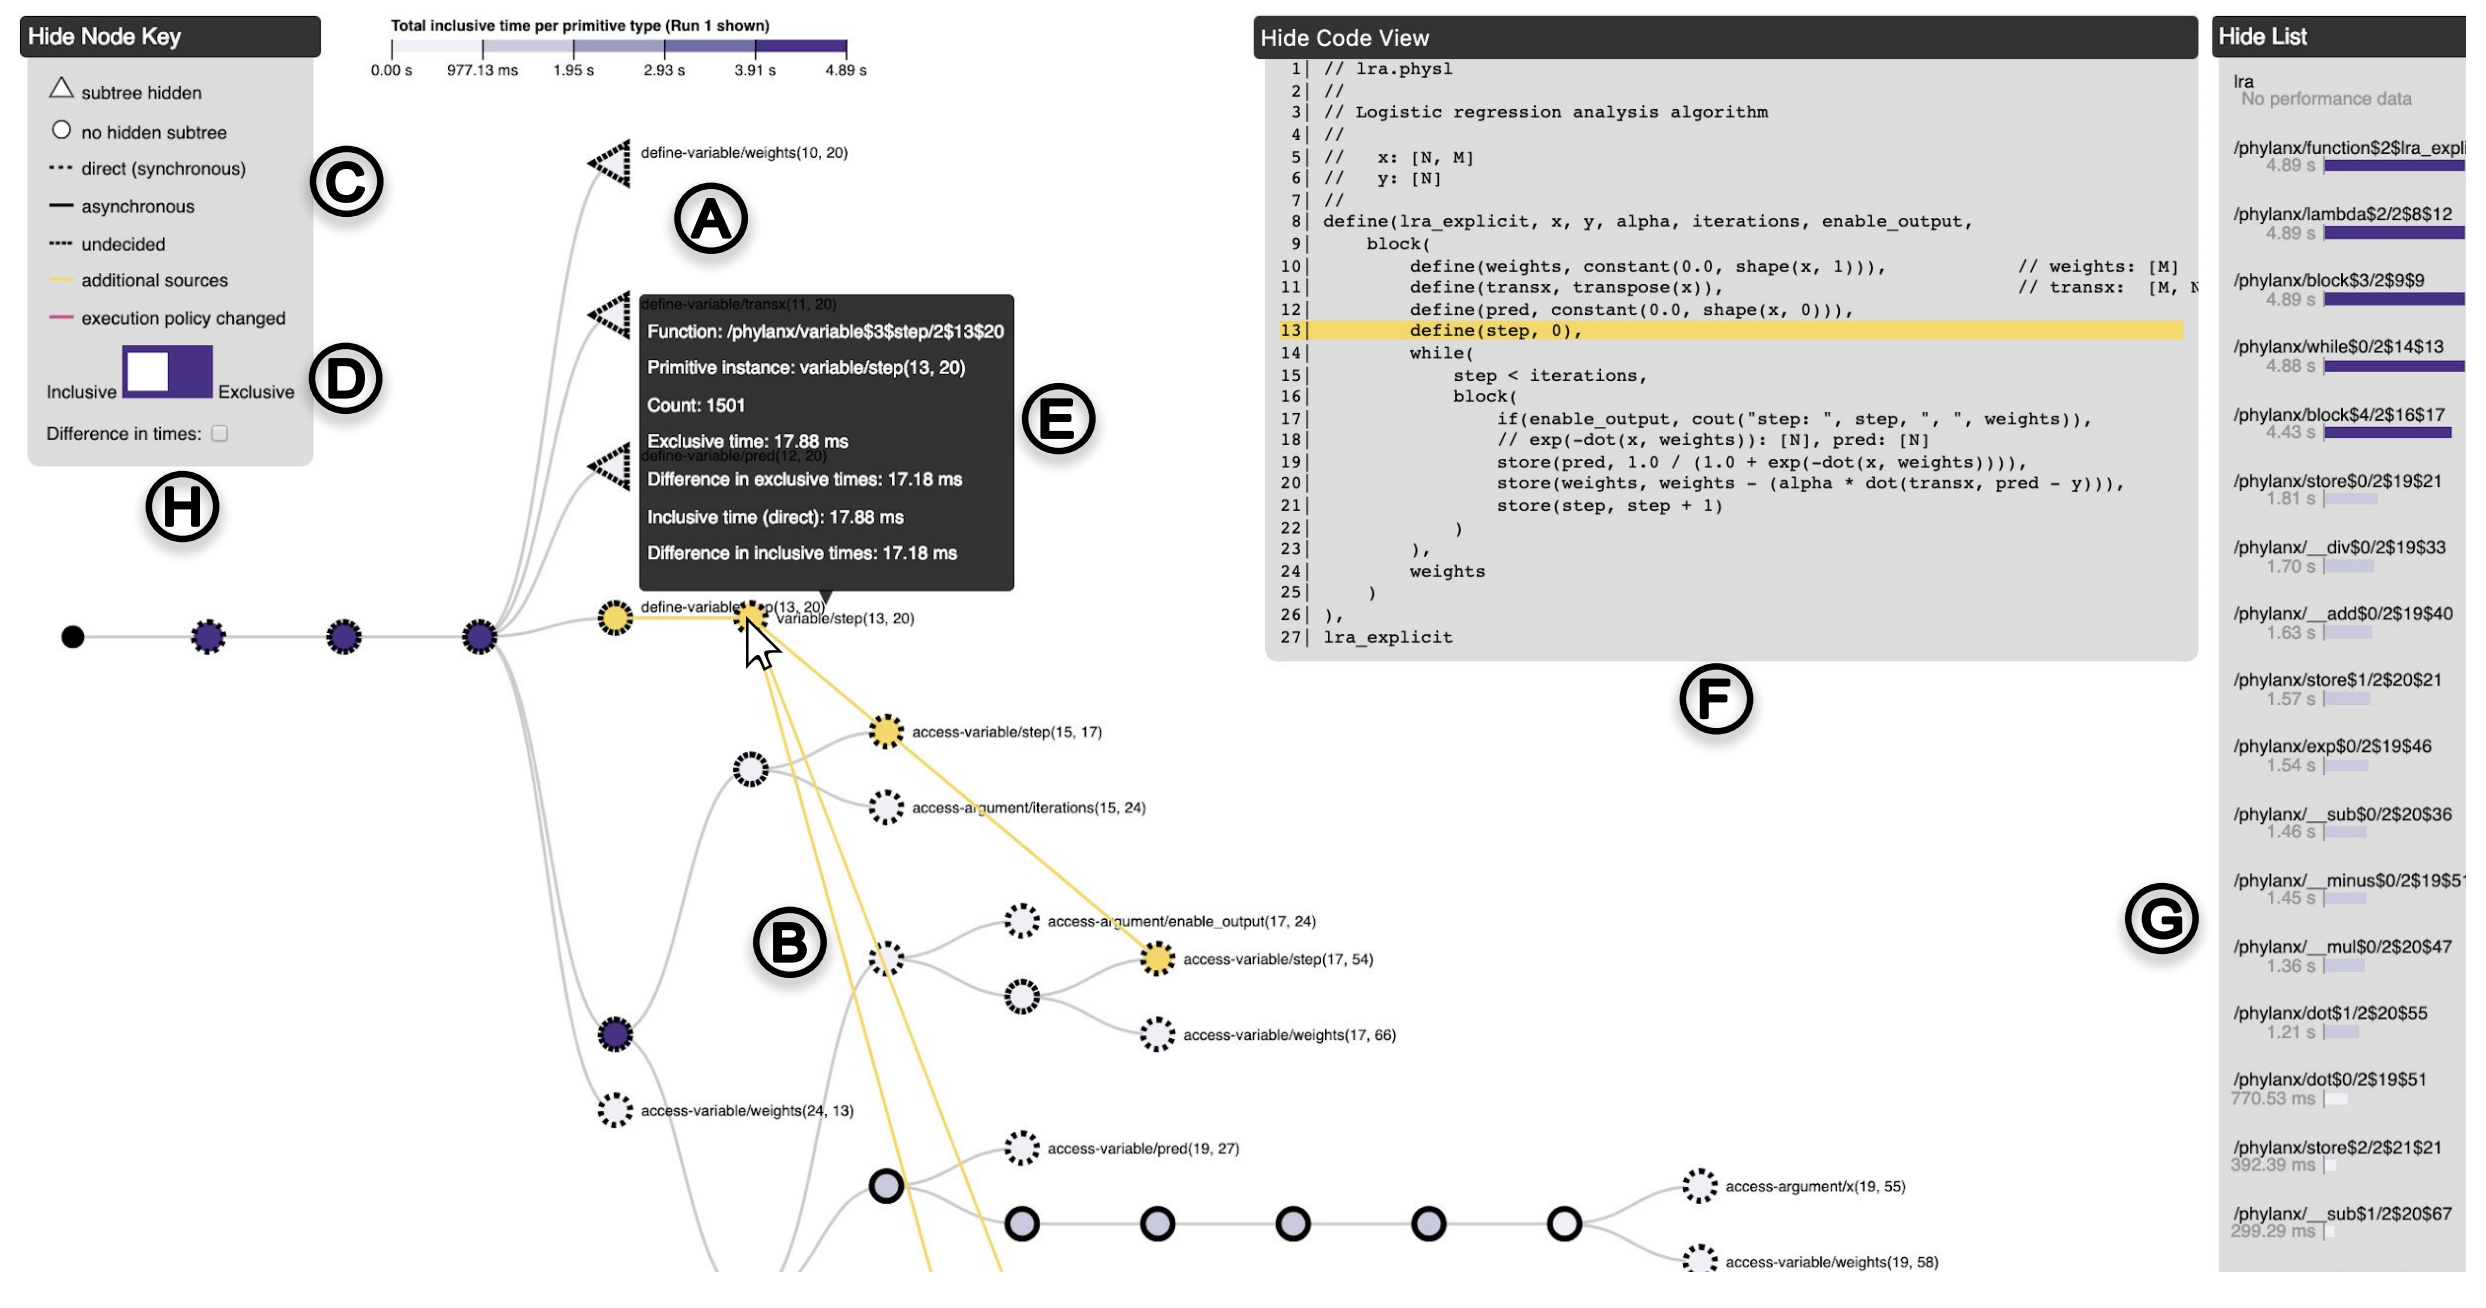 Hide Node Key
subtree hidden
no hidden subtree
direct (synchronous)
asynchronous
undecided
additional sources
execution policy changed
Inclusive Exclusive
Difference in times:
C
D
H
Total inclusive time per primitive type (Run 1 shown)
0.00 s 977.13 ms 1.95 s 2.93 s 3.91 s 4.89 s
define-variable/weights(10, 20)
A
define-variable/transx(11, 20)
Function: /phylanx/variable$3$step/2$13$20
Primitive instance: variable/step(13, 20)
Count: 1501
Exclusive time: 17.88 ms
define-variable/pred(12, 20)
Difference in exclusive times: 17.18 ms
Inclusive time (direct): 17.88 ms
Difference in inclusive times: 17.18 ms
E
define-variable/step(13, 20)
variable/step(13, 20)
access-variable/step(15, 17)
access-argument/iterations(15, 24)
B
access-argument/enable_output(17, 24)
access-variable/step(17, 54)
access-variable/weights(17, 66)
access-variable/weights(24, 13)
access-variable/pred(19, 27)
access-argument/x(19, 55)
access-variable/weights(19, 58)
Hide Code View
1| // lra.physl
2| //
3| // Logistic regression analysis algorithm
4| //
5| //   x: [N, M]
6| //   y: [N]
7| //
8| define(lra_explicit, x, y, alpha, iterations, enable_output,
9|     block(
10|         define(weights, constant(0.0, shape(x, 1))),            // weights: [M]
11|         define(transx, transpose(x)),                           // transx:  [M, N
12|         define(pred, constant(0.0, shape(x, 0))),
13|         define(step, 0),
14|         while(
15|             step < iterations,
16|             block(
17|                 if(enable_output, cout("step: ", step, ", ", weights)),
18|                 // exp(-dot(x, weights)): [N], pred: [N]
19|                 store(pred, 1.0 / (1.0 + exp(-dot(x, weights)))),
20|                 store(weights, weights - (alpha * dot(transx, pred - y))),
21|                 store(step, step + 1)
22|             )
23|         ),
24|         weights
25|     )
26| ),
27| lra_explicit
F
Hide List
lra
No performance data
/phylanx/function$2$lra_expli
4.89 s
/phylanx/lambda$2/2$8$12
4.89 s
/phylanx/block$3/2$9$9
4.89 s
/phylanx/while$0/2$14$13
4.88 s
/phylanx/block$4/2$16$17
4.43 s
/phylanx/store$0/2$19$21
1.81 s
/phylanx/__div$0/2$19$33
1.70 s
/phylanx/__add$0/2$19$40
1.63 s
/phylanx/store$1/2$20$21
1.57 s
/phylanx/exp$0/2$19$46
1.54 s
/phylanx/__sub$0/2$20$36
1.46 s
/phylanx/__minus$0/2$19$51
1.45 s
G
/phylanx/__mul$0/2$20$47
1.36 s
/phylanx/dot$1/2$20$55
1.21 s
/phylanx/dot$0/2$19$51
770.53 ms
/phylanx/store$2/2$21$21
392.39 ms
/phylanx/__sub$1/2$20$67
299.29 ms